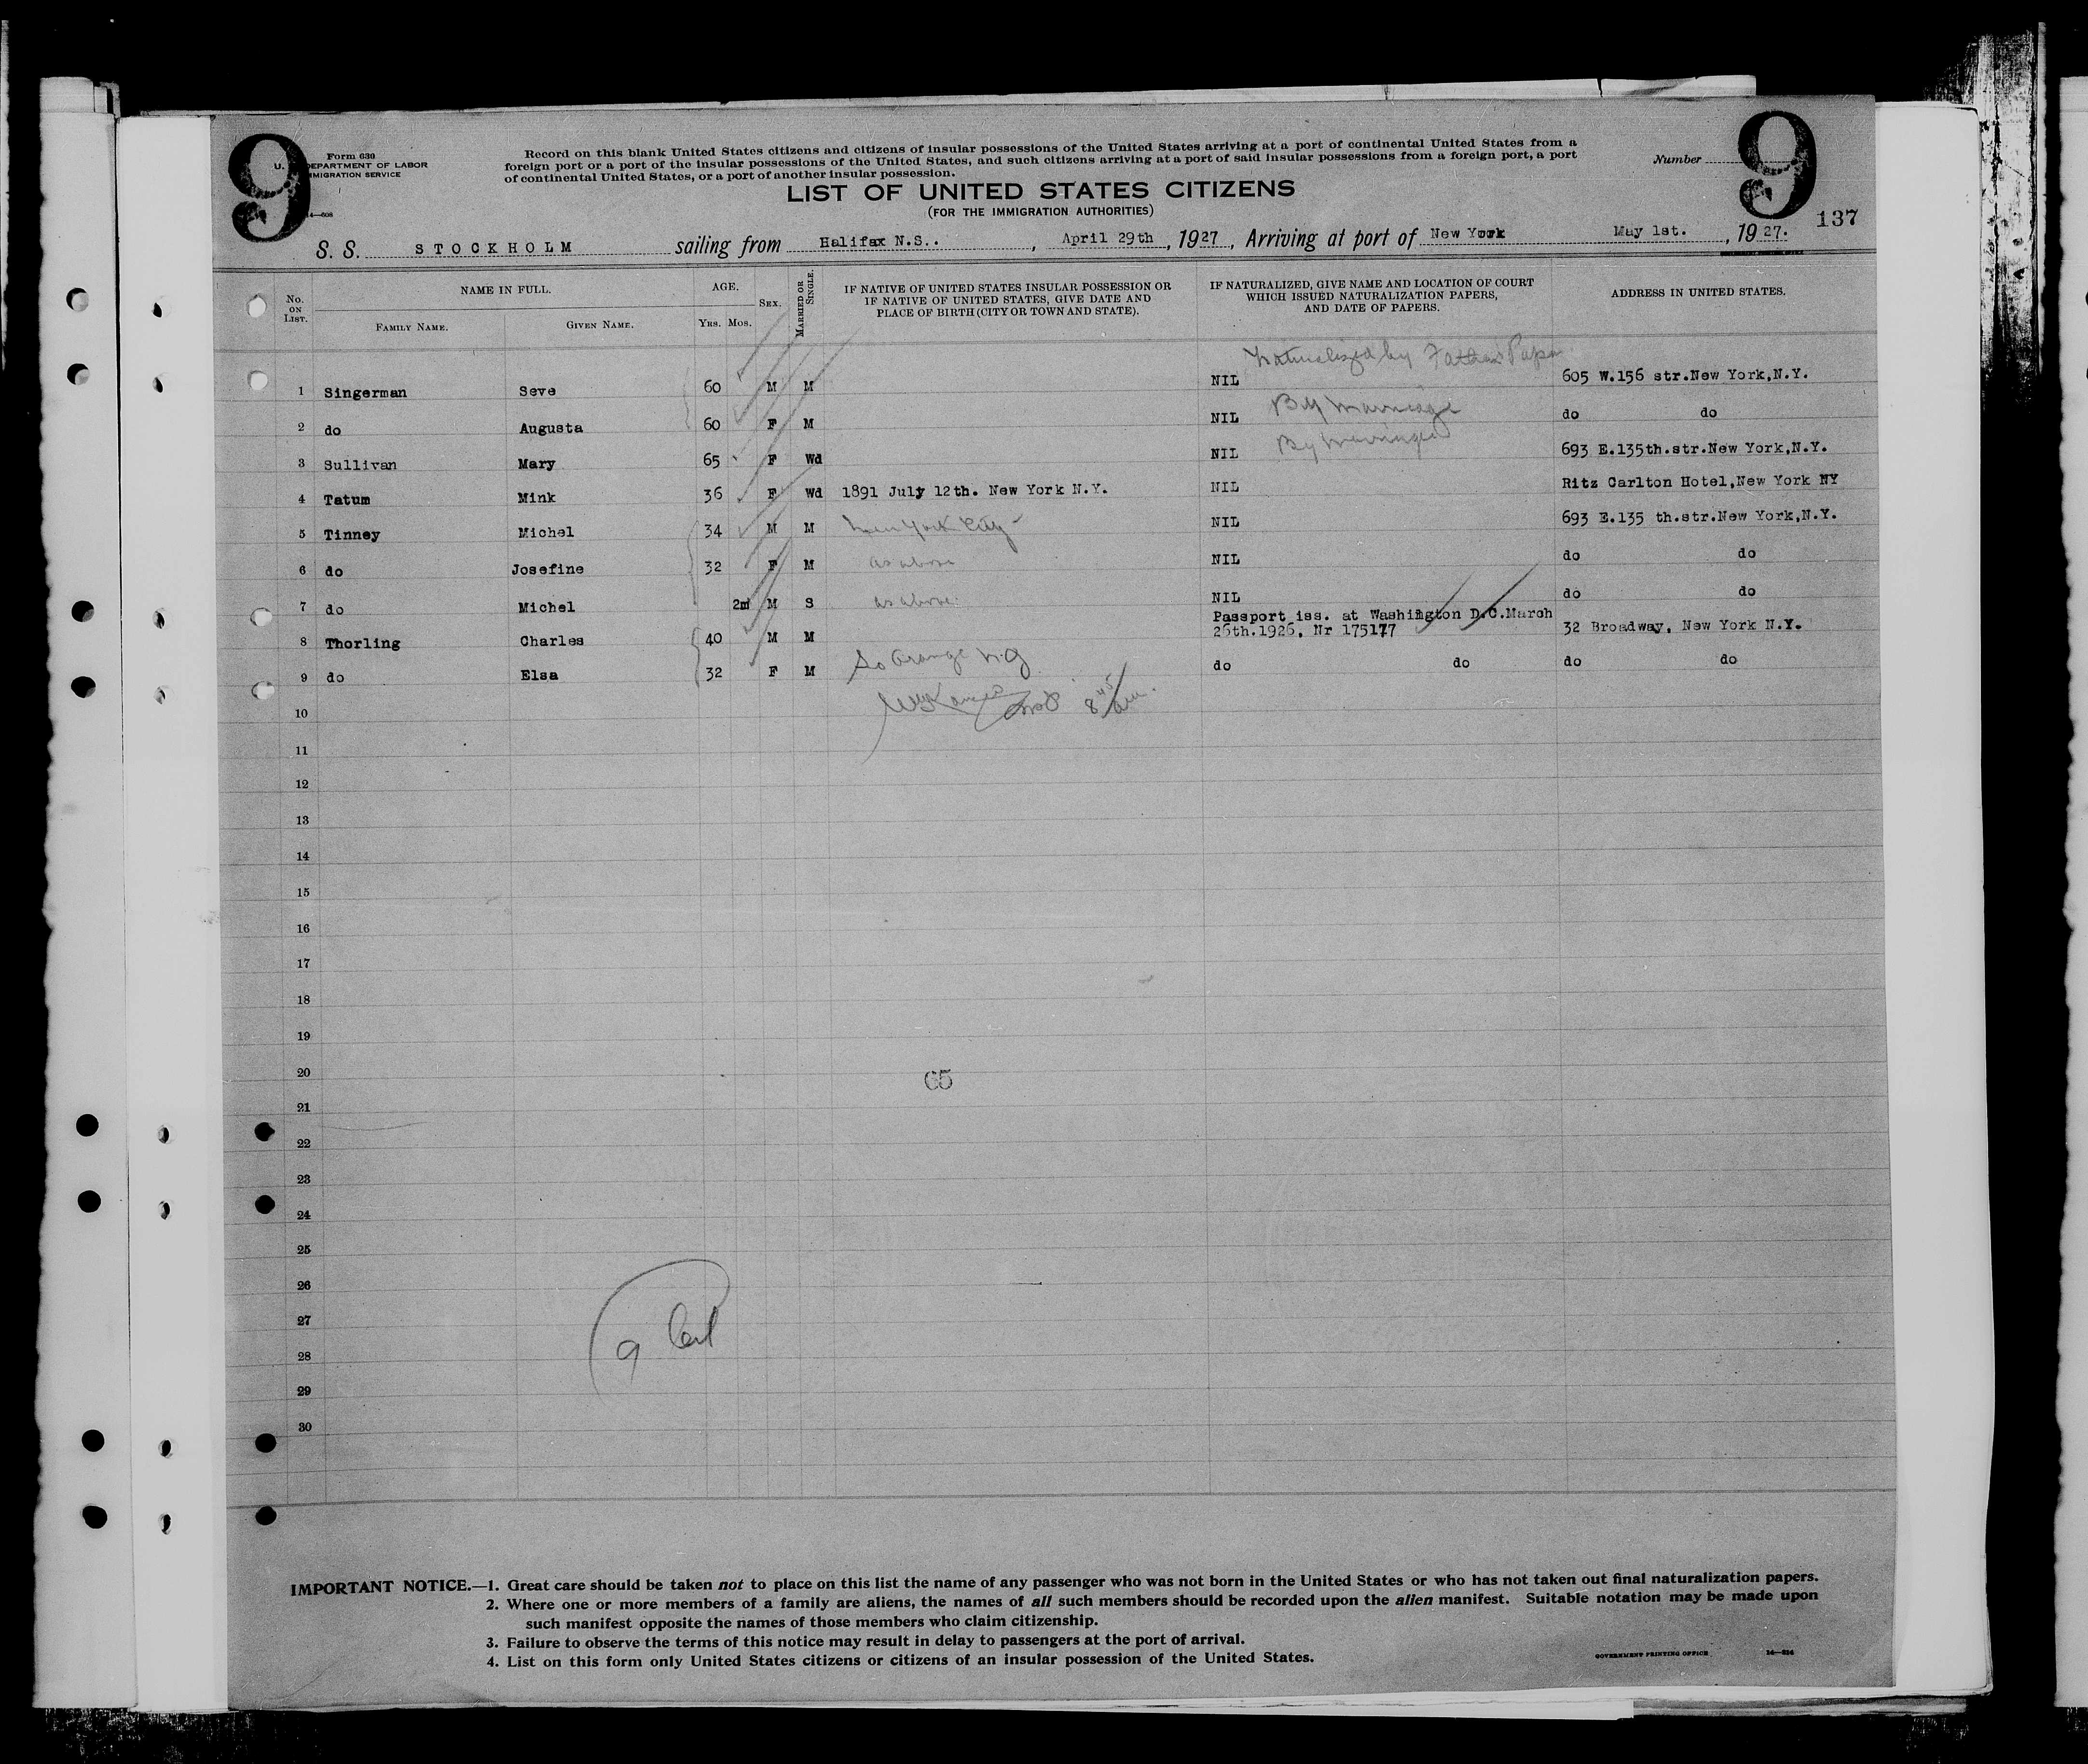 9
9
Form 630
U. DEPARTMENT OF LABOR
MMIGRATION SERVICE
14—608
Record on this blank United States citizens and citizens of insular possessions of the United States arriving at a port of continental United States from a
foreign port or a port of the insular possessions of the United States, and such citizens arriving at a port of said insular possessions from a foreign port, a port
of continental United States, or a port of another insular possession.
Number
LIST OF UNITED STATES CITIZENS
(FOR THE IMMIGRATION AUTHORITIES)
137
S. S. STOCKHOLM sailing from Halifax N.S.. , April 29th , 1927 , Arriving at port of New York May 1st. , 1927.
No. ON LIST. NAME IN FULL. FAMILY NAME. GIVEN NAME. AGE. YRS. MOS. SEX. MARRIED OR SINGLE. IF NATIVE OF UNITED STATES INSULAR POSSESSION OR IF NATIVE OF UNITED STATES, GIVE DATE AND PLACE OF BIRTH (CITY OR TOWN AND STATE). IF NATURALIZED, GIVE NAME AND LOCATION OF COURT WHICH ISSUED NATURALIZATION PAPERS, AND DATE OF PAPERS. ADDRESS IN UNITED STATES.
Naturalized by Fathers Paper
1 Singerman Seve 60 M M NIL 605 W.156 str.New York,N.Y.
2 do Augusta 60 F M NIL By marriage do do
3 Sullivan Mary 65 F Wd NIL By marriage 693 E.135th.str.New York,N.Y.
4 Tatum Mink 36 F Wd 1891 July 12th. New York N.Y. NIL Ritz Carlton Hotel,New York NY
5 Tinney Michel 34 M M New York City NIL 693 E.135 th.str.New York,N.Y.
6 do Josefine 32 F M as above NIL do do
7 do Michel 2m M S as above NIL do do
8 Thorling Charles 40 M M Passport iss. at Washington D.C.March 26th.1926, Nr 175177 32 Broadway, New York N.Y.
9 do Elsa 32 F M So Orange N.J do do do do
10 8 45/am.
11
12
13
14
15
16
17
18
19
20
65
21
22
23
24
25
26
27
28
9
29
30
IMPORTANT NOTICE.—1. Great care should be taken not to place on this list the name of any passenger who was not born in the United States or who has not taken out final naturalization papers.
2. Where one or more members of a family are aliens, the names of all such members should be recorded upon the alien manifest. Suitable notation may be made upon
such manifest opposite the names of those members who claim citizenship.
3. Failure to observe the terms of this notice may result in delay to passengers at the port of arrival.
4. List on this form only United States citizens or citizens of an insular possession of the United States.
GOVERNMENT PRINTING OFFICE